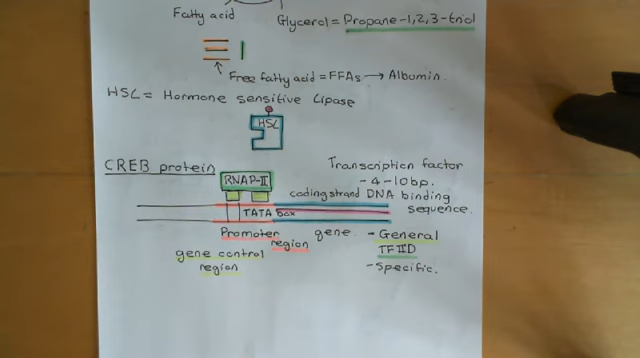 Fatty acid
Glycerol = Propane-1,2,3-triol
Free fatty acid = FFAs → Albumin.
HSL = Hormone sensitive Lipase
HSL
CREB protein
Transcription factor
- 4-10bp.
RNAP-II
coding strand DNA binding
sequence.
TATA Box
Promoter
region
gene.
- General
TFIID
gene control
region
- Specific.